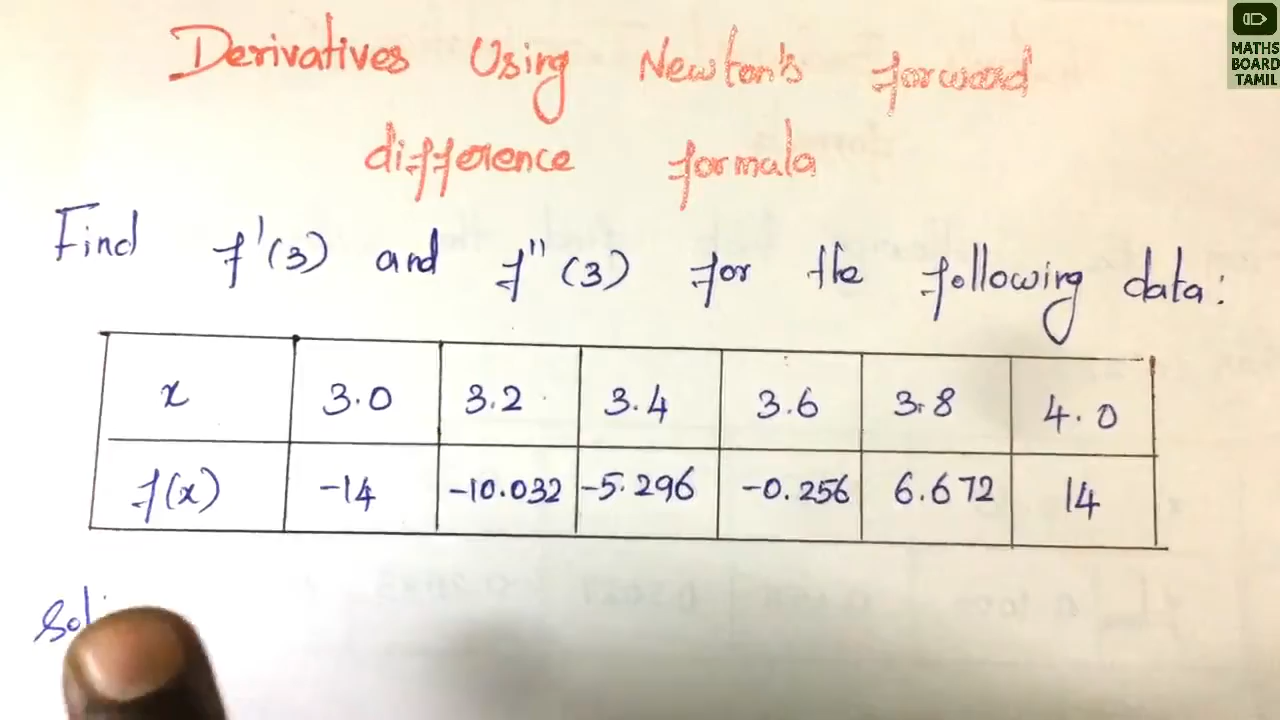 Derivatives Using Newton's forward
difference formala
Find f'(3) and f''(3) for the following data:
x 3.0 3.2 3.4 3.6 3.8 4.0
f(x) -14 -10.032 -5.296 -0.256 6.672 14
Sol
MATHS
BOARD
TAMIL